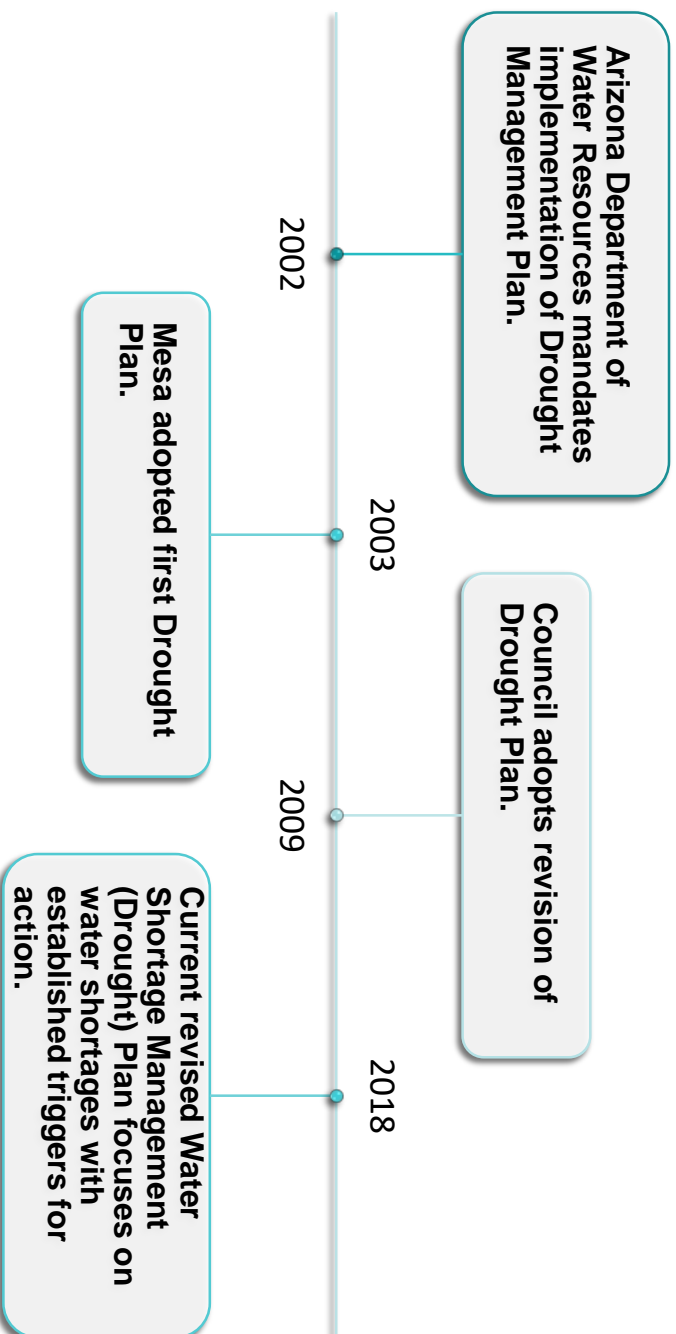 Arizona Department of
Water Resources mandates
implementation of Drought
Management Plan.
2002
2003
Mesa adopted first Drought
Plan.
Council adopts revision of
Drought Plan.
2009
2018
Current revised Water
Shortage Management
(Drought) Plan focuses on
water shortages with
established triggers for
action.